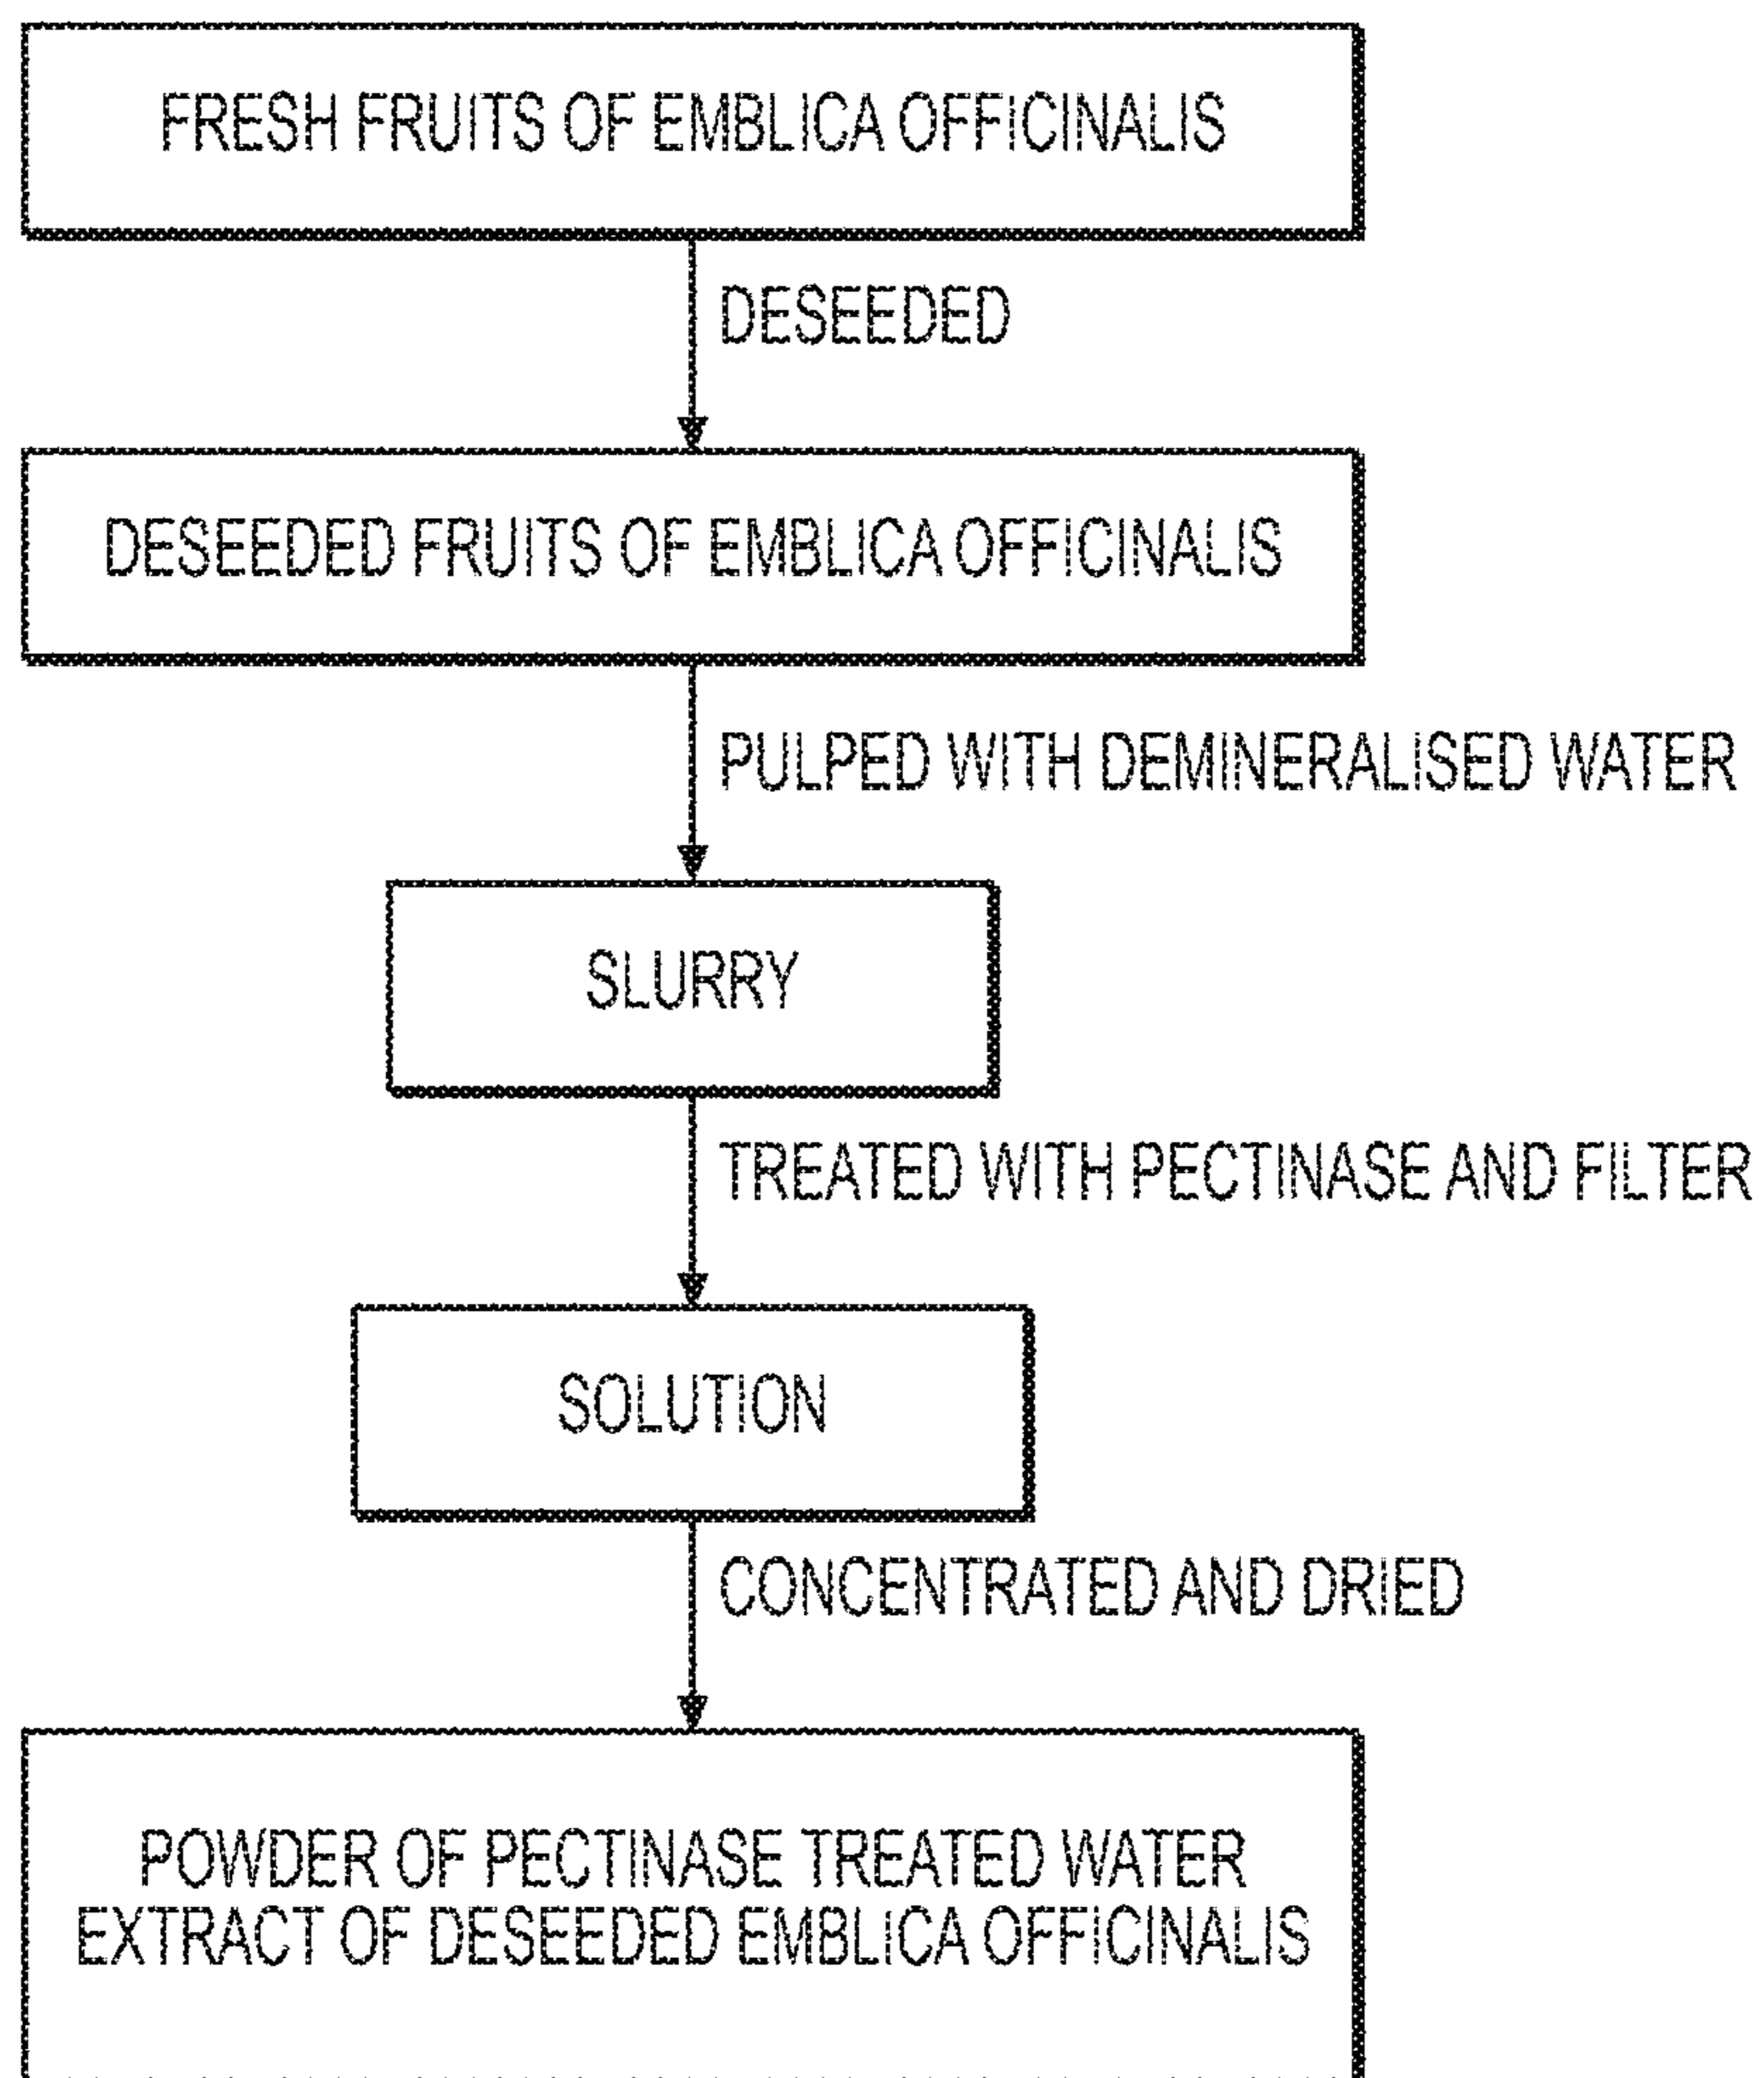 FRESH FRUITS OF EMBLICA OFFICINALIS
DESEEDED
DESEEDED FRUITS OF EMBLICA OFFICINALIS
PULPED WITH DEMINERALISED WATER
SLURRY
TREATED WITH PECTINASE AND FILTER
SOLUTION
CONCENTRATED AND DRIED
POWDER OF PECTINASE TREATED WATER
EXTRACT OF DESEEDED EMBLICA OFFICINALIS